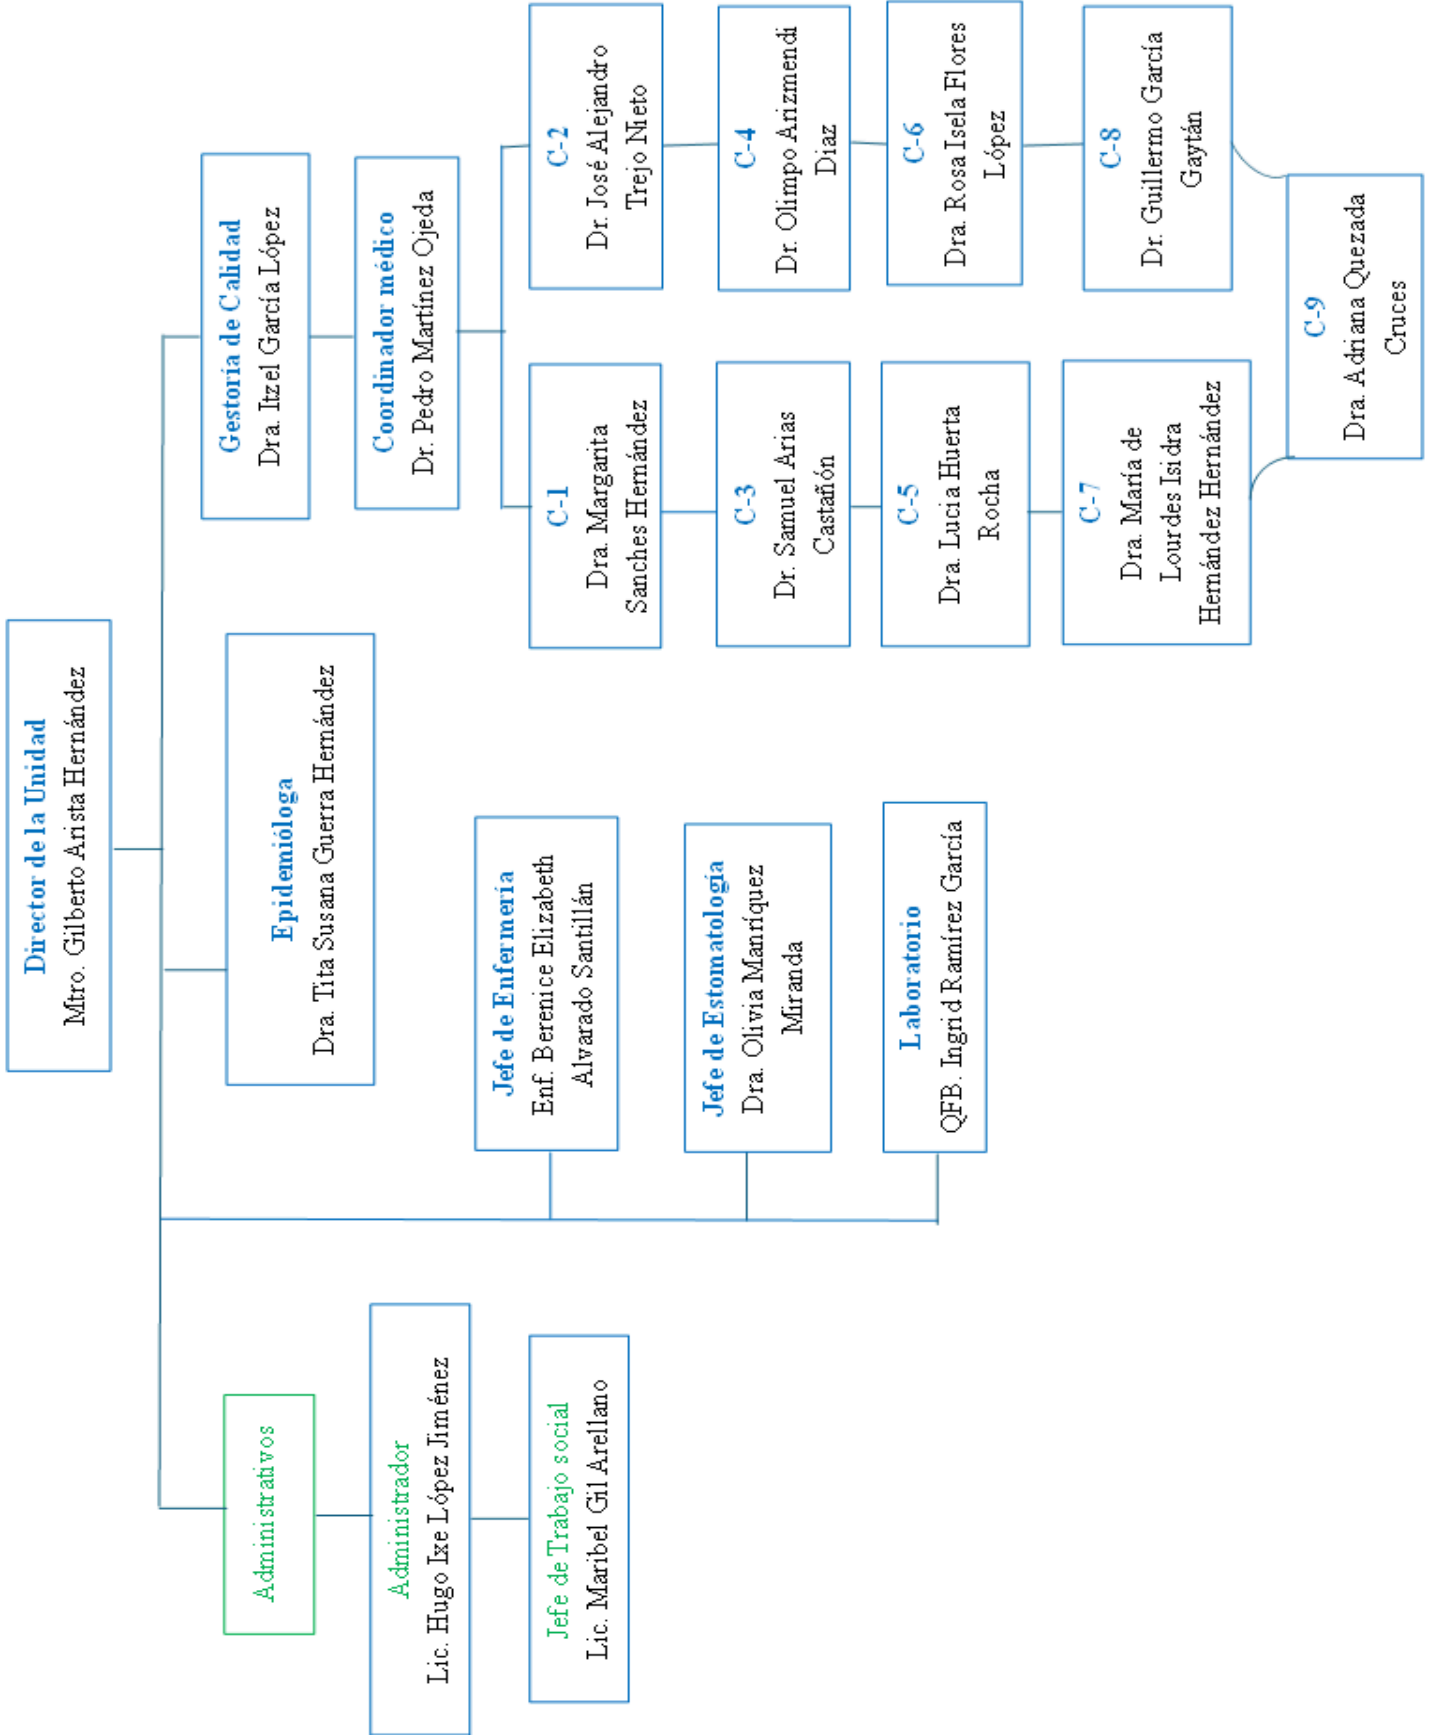 Director de la Unidad
Mtro. Gilberto Arista Hernández
Administrativos
Administrador
Lic. Hugo Ixe López Jiménez
Jefe de Trabajo social
Lic. Maribel Gil Arellano
Epidemióloga
Dra. Tita Susana Guerra Hernández
Jefe de Enfermería
Enf. Berenice Elizabeth
Alvarado Santillán
Jefe de Estomatología
Dra. Olivia Manríquez
Miranda
Laboratorio
QFB. Ingrid Ramírez García
Gestoría de Calidad
Dra. Itzel García López
Coordinador médico
Dr. Pedro Martínez Ojeda
C-1
Dra. Margarita
Sanches Hernández
C-2
Dr. José Alejandro
Trejo Nieto
C-3
Dr. Samuel Arias
Castañón
C-4
Dr. Olimpo Arizmendi
Diaz
C-5
Dra. Lucia Huerta
Rocha
C-6
Dra. Rosa Isela Flores
López
C-7
Dra. María de
Lourdes Isidra
Hernández Hernández
C-8
Dr. Guillermo García
Gaytán
C-9
Dra. Adriana Quezada
Cruces